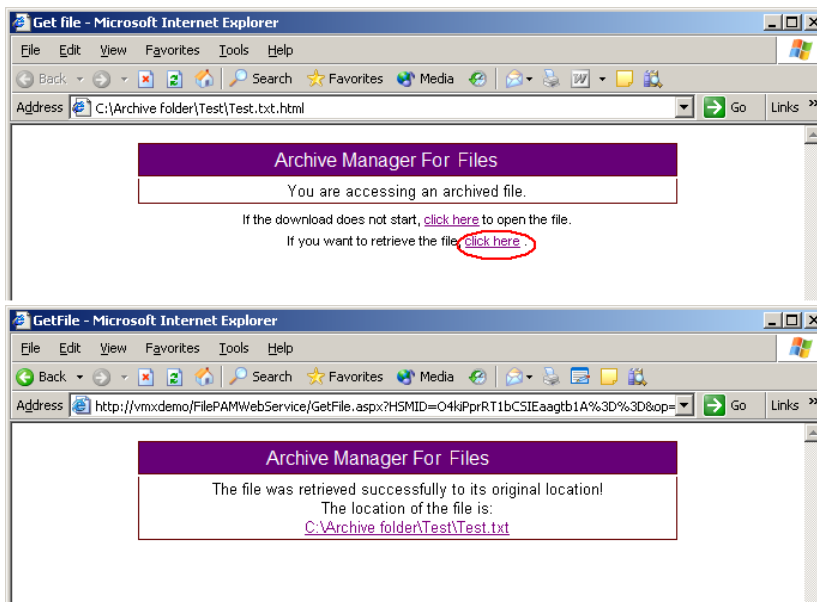 Get file - Microsoft Internet Explorer
File Edit View Favorites Tools Help
Back Search Favorites Media W
Address C:\Archive folder\Test\Test.txt.html Go Links »
Archive Manager For Files
You are accessing an archived file.
If the download does not start, click here to open the file.
If you want to retrieve the file, click here .
GetFile - Microsoft Internet Explorer
File Edit View Favorites Tools Help
Back Search Favorites Media
Address http://vmxdemo/FilePAMWebService/GetFile.aspx?HSMID=O4kiPprRT1bCSIEaagtb1A%3D%3D&op= Go Links »
Archive Manager For Files
The file was retrieved successfully to its original location!
The location of the file is:
C:\Archive folder\Test\Test.txt